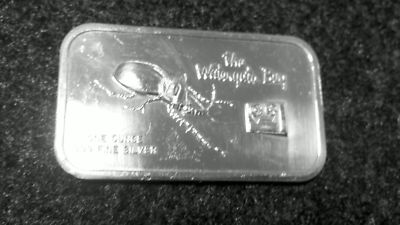 The
Watergate Bug
ONE OUNCE
.999 FINE SILVER